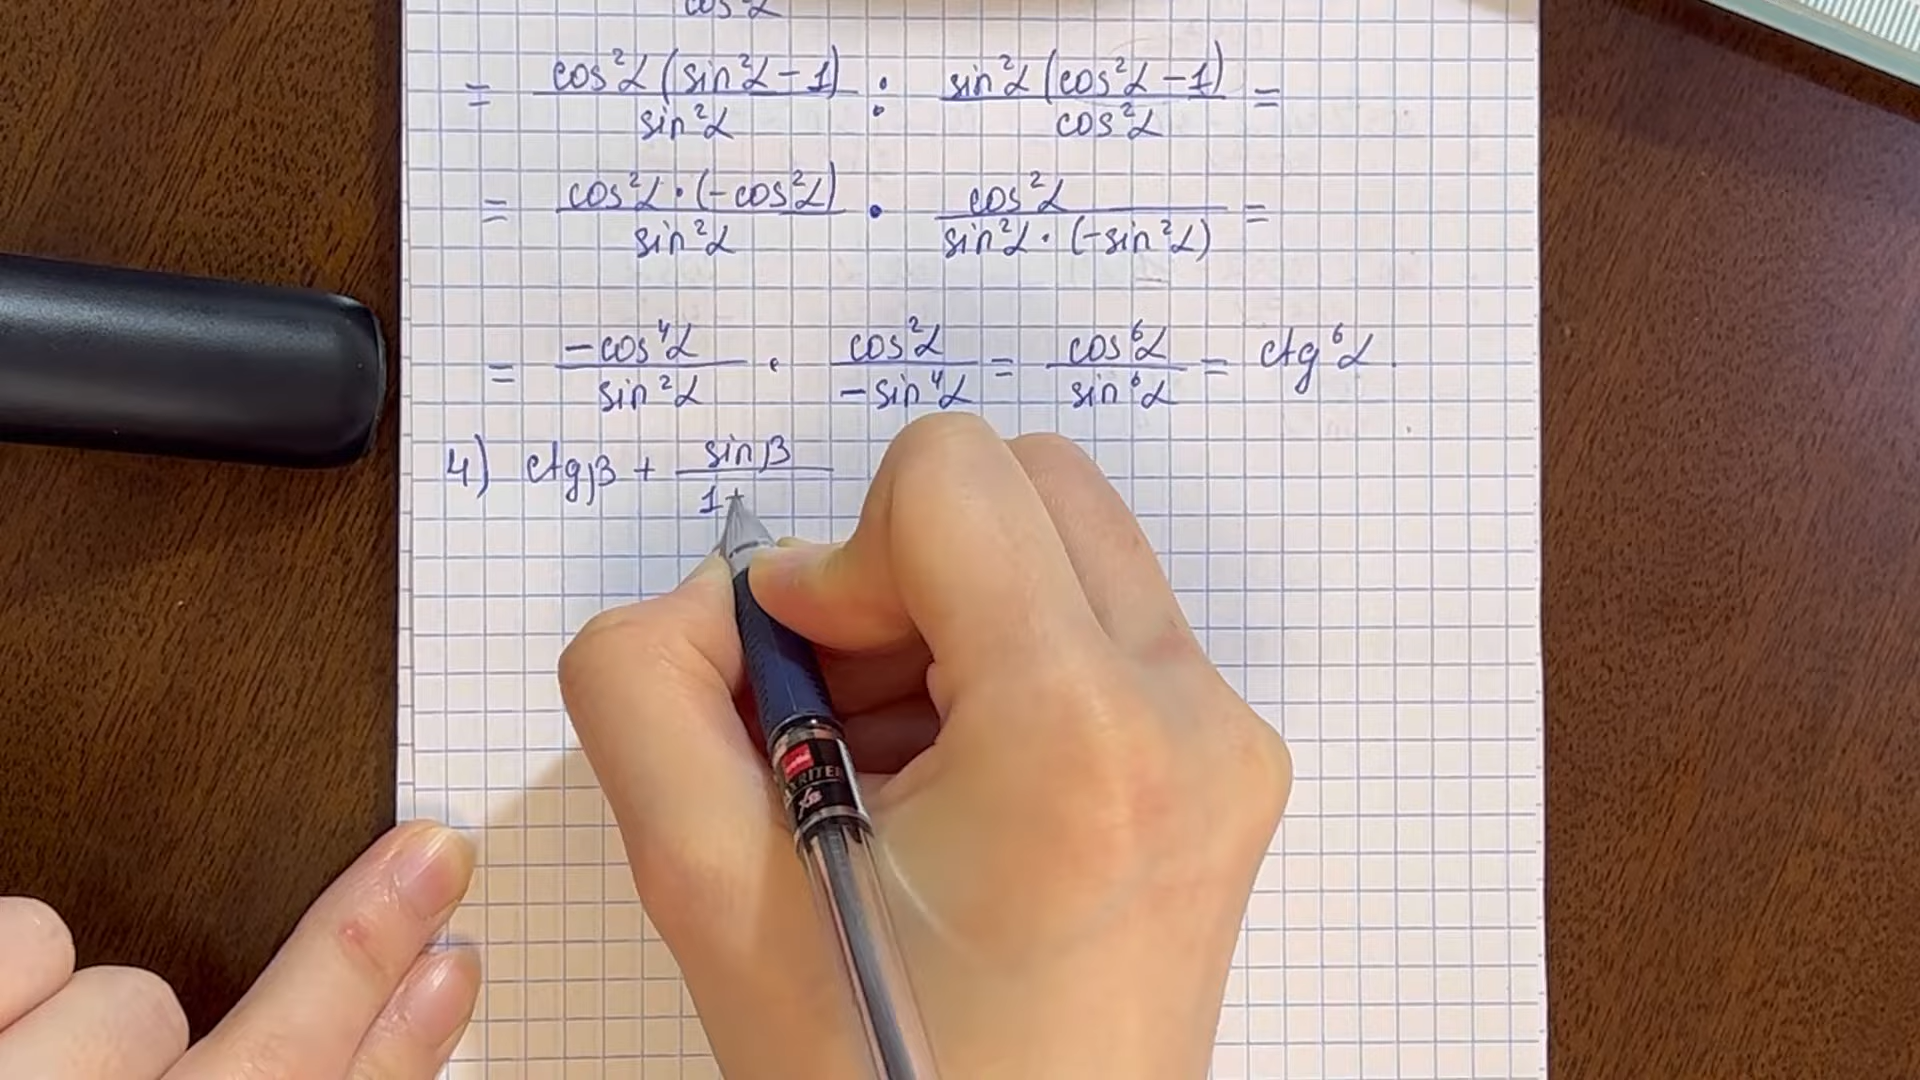 cos α
= cos²α (sin²α - 1) / sin²α : sin²α (cos²α - 1) / cos²α =
= cos²α · (-cos²α) / sin²α · cos²α / sin²α · (-sin²α) =
= -cos⁴α / sin²α · cos²α / -sin⁴α = cos⁶α / sin⁶α = ctg⁶α.
4) ctgβ + sinβ / 1+